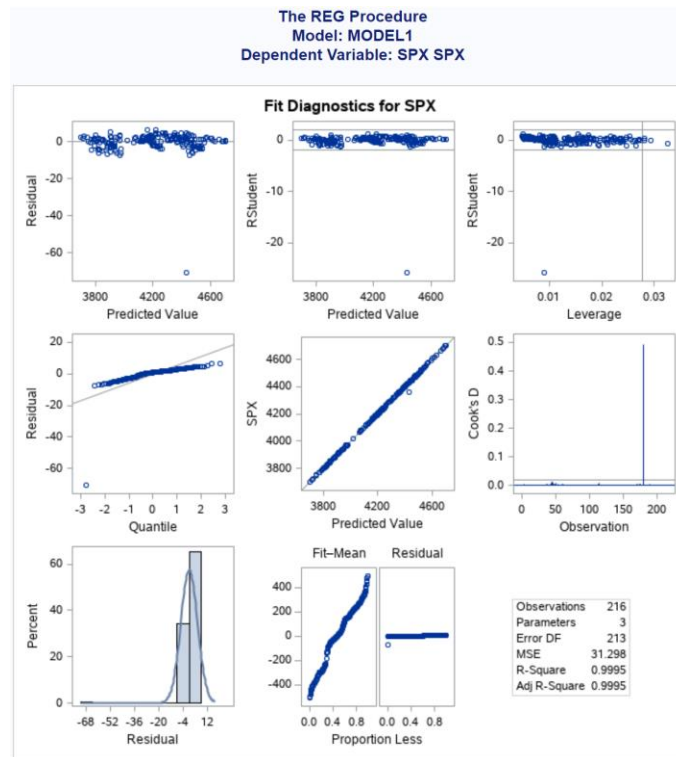 The REG Procedure
Model: MODEL1
Dependent Variable: SPX SPX
Fit Diagnostics for SPX
Residual
0
-20
-40
-60
3800 4200 4600
Predicted Value
RStudent
0
-10
-20
3800 4200 4600
Predicted Value
RStudent
0
-10
-20
0.01 0.02 0.03
Leverage
Residual
20
0
-20
-40
-60
-3 -2 -1 0 1 2 3
Quantile
SPX
4600
4400
4200
4000
3800
3800 4200 4600
Predicted Value
Cook's D
0.5
0.4
0.3
0.2
0.1
0.0
0 50 100 150 200
Observation
Percent
60
40
20
0
-68 -52 -36 -20 -4 12
Residual
Fit–Mean Residual
400
200
0
-200
-400
0.0 0.4 0.8 0.0 0.4 0.8
Proportion Less
Observations 216
Parameters 3
Error DF 213
MSE 31.298
R-Square 0.9995
Adj R-Square 0.9995